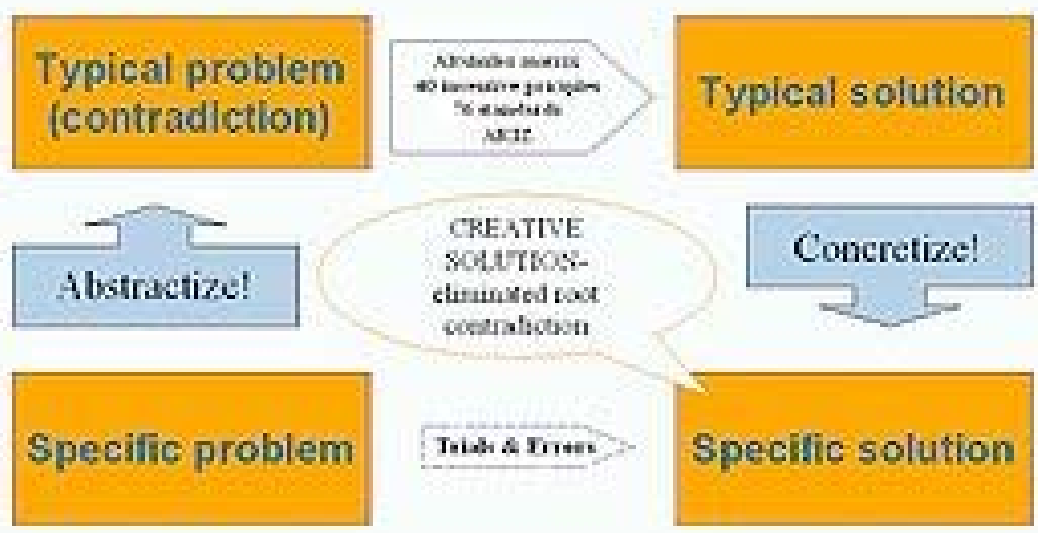 Typical problem
(contradiction)
40 inventive principles
76 standards
ARIZ
Typical solution
Abstractize!
CREATIVE
SOLUTION-
eliminated root
contradiction
Concretize!
Specific problem
Trials & Errors
Specific solution